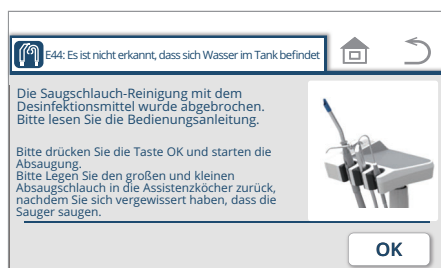 E44: Es ist nicht erkannt, dass sich Wasser im Tank befindet
Die Saugschlauch-Reinigung mit dem
Desinfektionsmittel wurde abgebrochen.
Bitte lesen Sie die Bedienungsanleitung.
Bitte drücken Sie die Taste OK und starten die
Absaugung.
Bitte Legen Sie den großen und kleinen
Absaugschlauch in die Assistenzköcher zurück,
nachdem Sie sich vergewissert haben, dass die
Sauger saugen.
OK